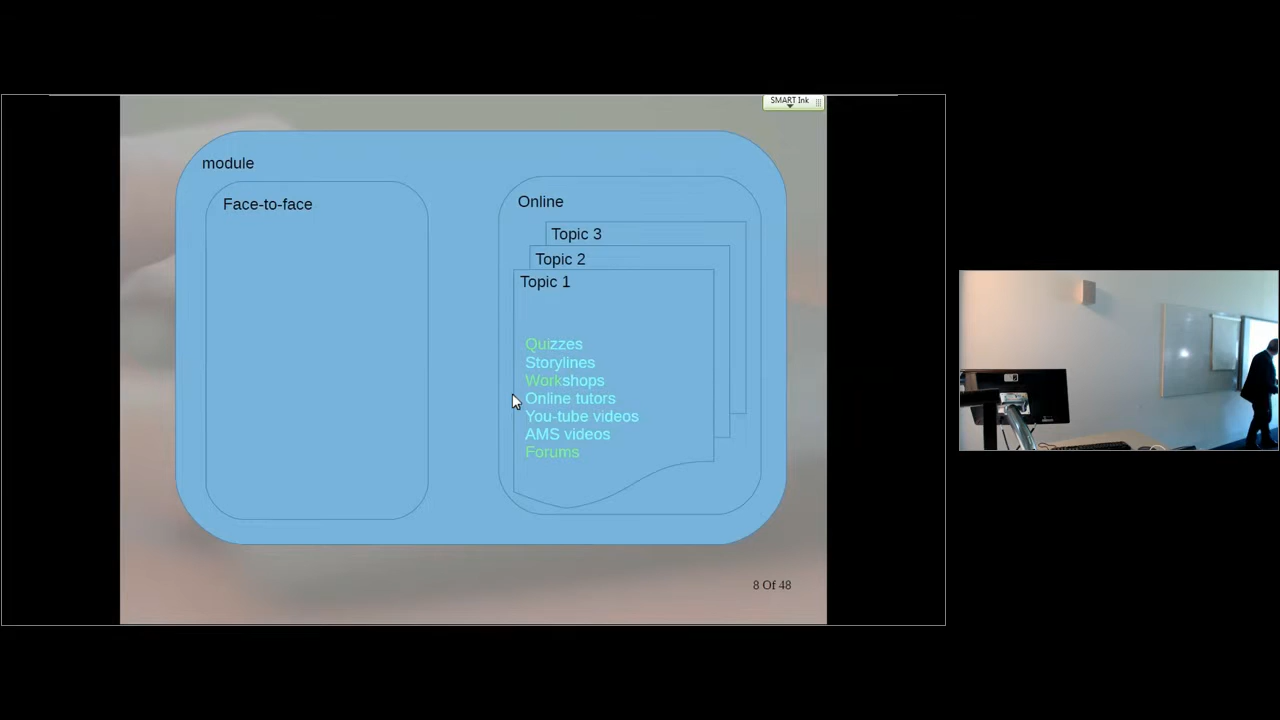 SMART Ink
module
Face-to-face
Online
Topic 3
Topic 2
Topic 1
Quizzes
Storylines
Workshops
Online tutors
You-tube videos
AMS videos
Forums
8 Of 48